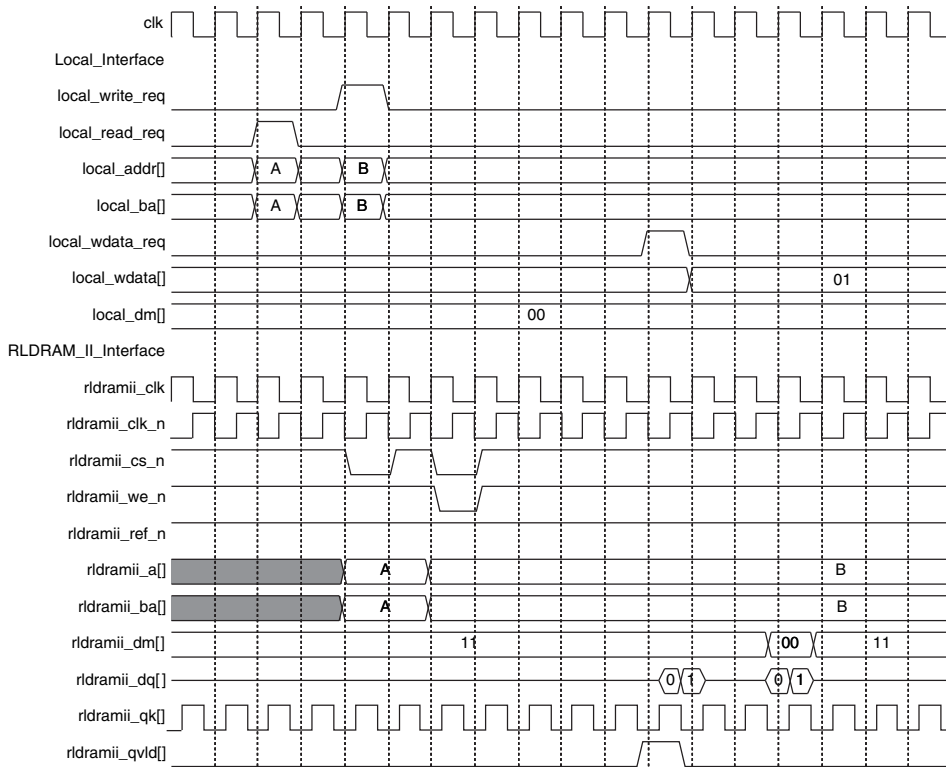 clk
Local_Interface
local_write_req
local_read_req
local_addr[] A B
local_ba[] A B
local_wdata_req
local_wdata[] 01
local_dm[] 00
RLDRAM_II_Interface
rldramii_clk
rldramii_clk_n
rldramii_cs_n
rldramii_we_n
rldramii_ref_n
rldramii_a[] A B
rldramii_ba[] A B
rldramii_dm[] 11 00 11
rldramii_dq[] 0 1 0 1
rldramii_qk[]
rldramii_qvld[]